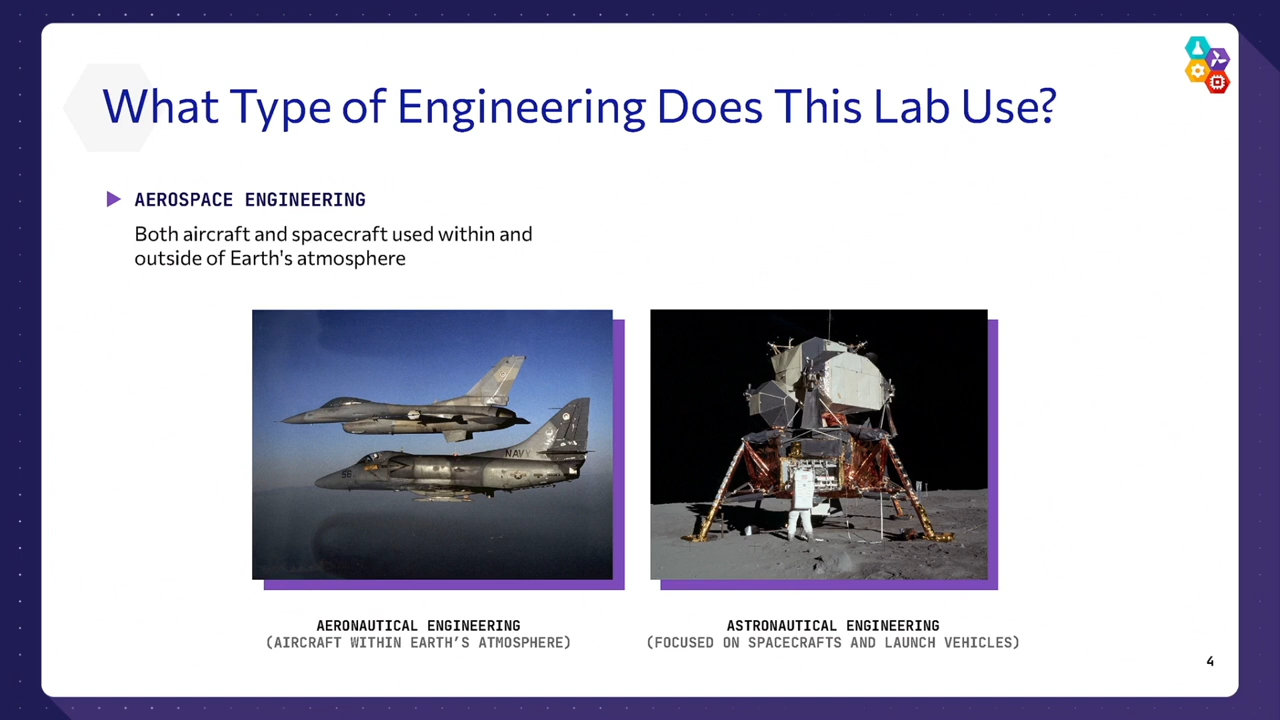 What Type of Engineering Does This Lab Use?
AEROSPACE ENGINEERING
Both aircraft and spacecraft used within and
outside of Earth's atmosphere
NAVY
56
AERONAUTICAL ENGINEERING
(AIRCRAFT WITHIN EARTH’S ATMOSPHERE)
ASTRONAUTICAL ENGINEERING
(FOCUSED ON SPACECRAFTS AND LAUNCH VEHICLES)
4